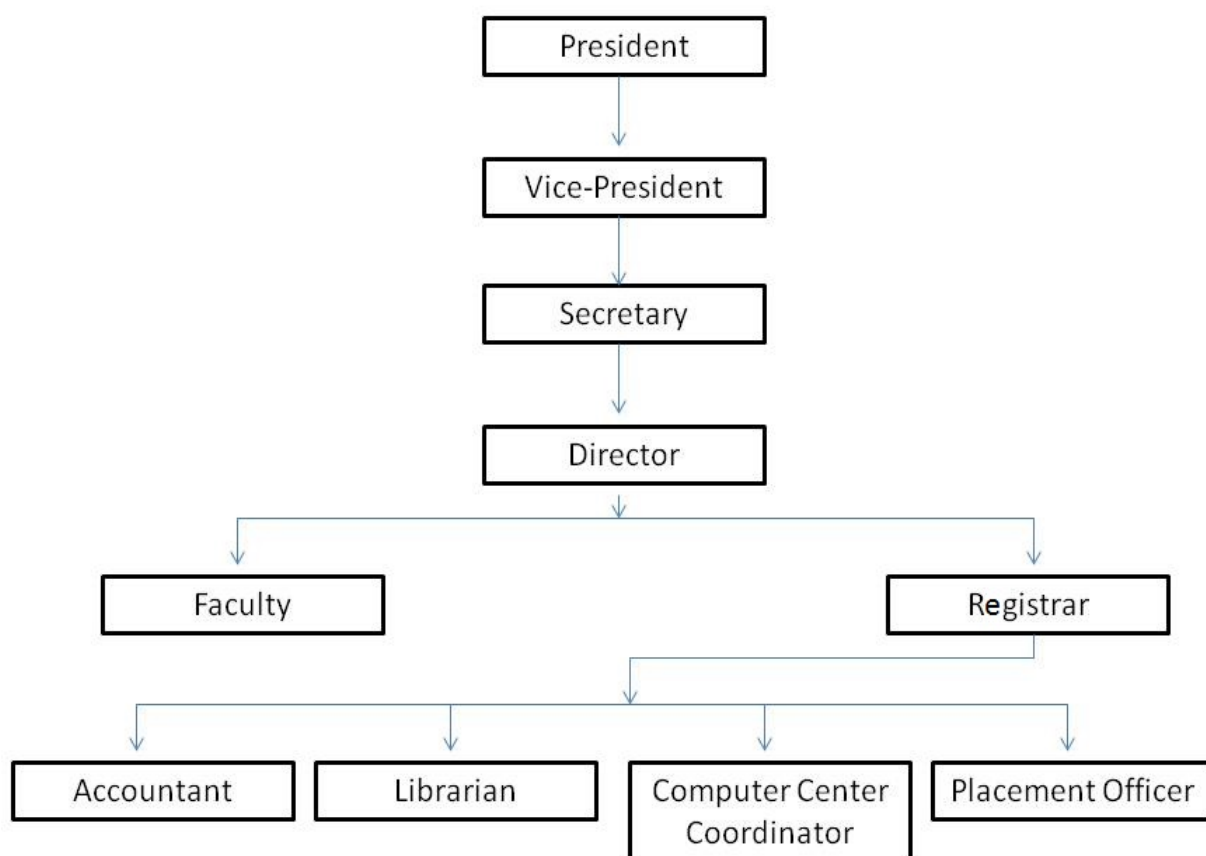 President
Vice-President
Secretary
Director
Faculty
Registrar
Accountant
Librarian
Computer Center
Coordinator
Placement Officer